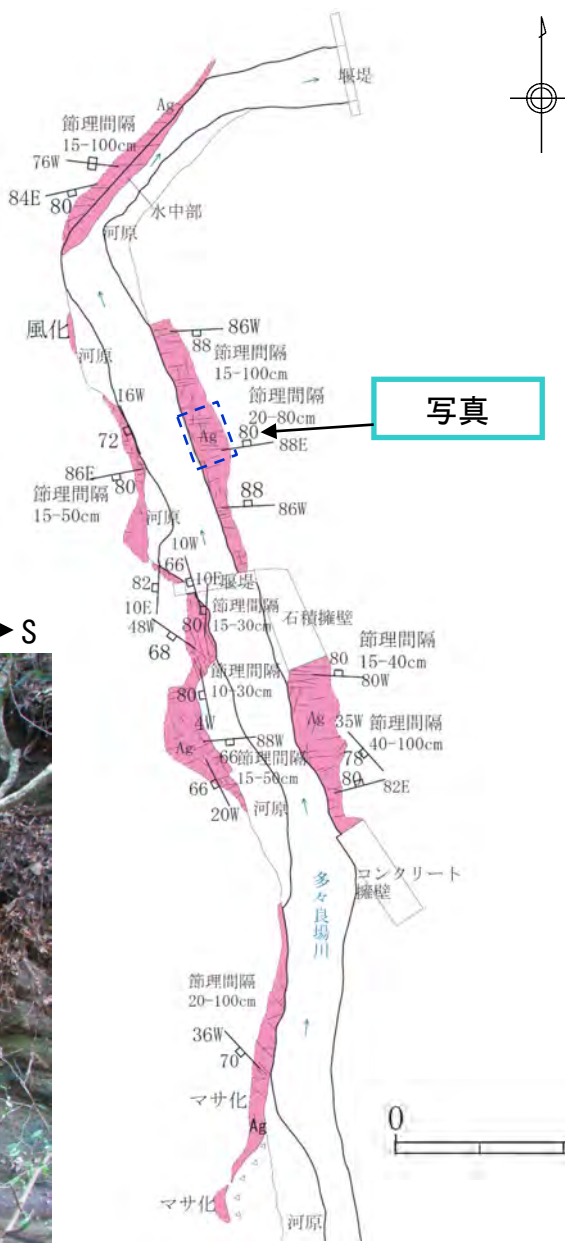 堰堤
Ag
節理間隔
15-100cm
76W
84E
80
水中部
河原
86W
88
節理間隔
15-100cm
風化
河原
節理間隔
20-80cm
写真
16W
80
Ag
88E
72
86E
80
節理間隔
15-50cm
88
86W
河原
10W
66
10E
堰堤
82
10E
石積擁壁
S
48W
80
節理間隔
15-30cm
68
節理間隔
10-30cm
80
節理間隔
15-40cm
80W
80
4W
Ag
88W
Ag
35W
節理間隔
40-100cm
66
節理間隔
15-50cm
78
80
82E
66
20W
河原
コンクリート
擁壁
多々良場川
節理間隔
20-100cm
36W
70
マサ化
Ag
0
マサ化
河原